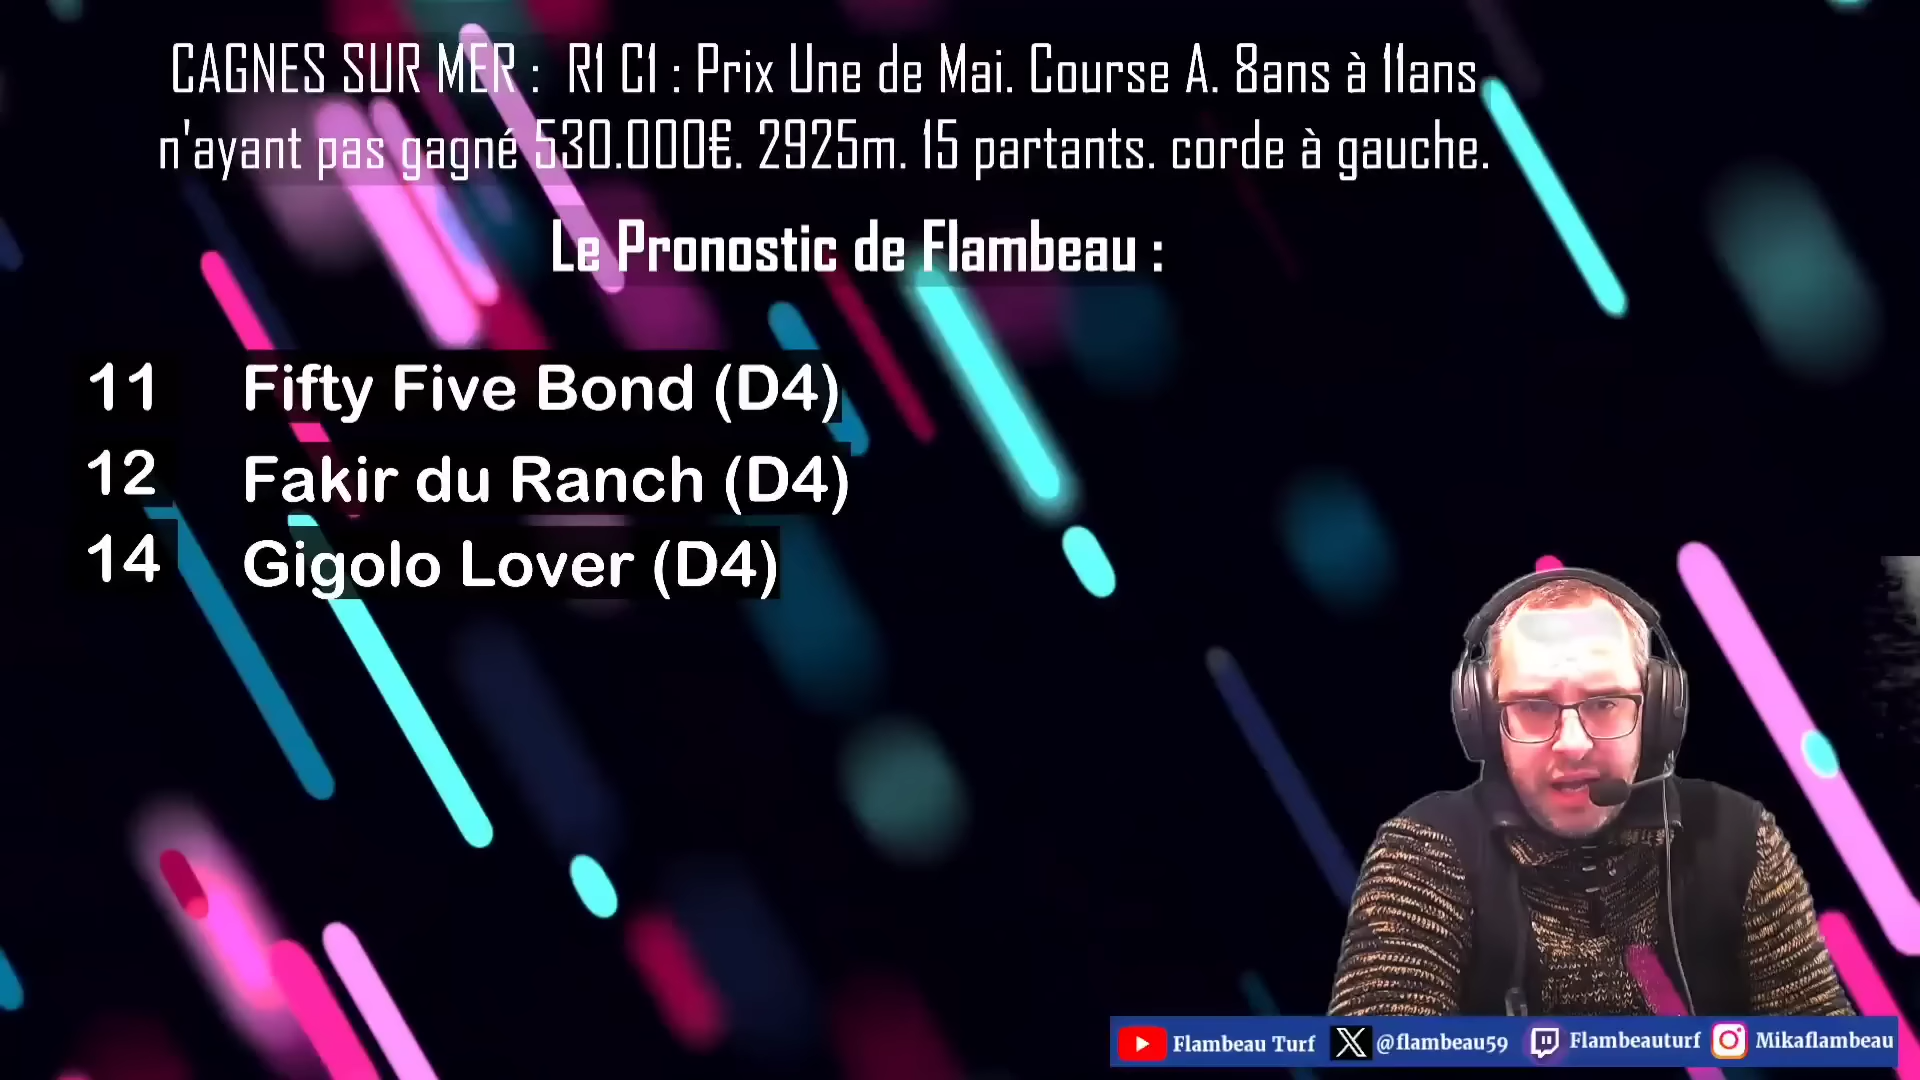 CAGNES SUR MER : R1 C1 : Prix Une de Mai. Course A. 8ans à 11ans
n'ayant pas gagné 530.000€. 2925m. 15 partants. corde à gauche.
Le Pronostic de Flambeau :
11 Fifty Five Bond (D4)
12 Fakir du Ranch (D4)
14 Gigolo Lover (D4)
Flambeau Turf @flambeau59 Flambeauturf Mikaflambeau